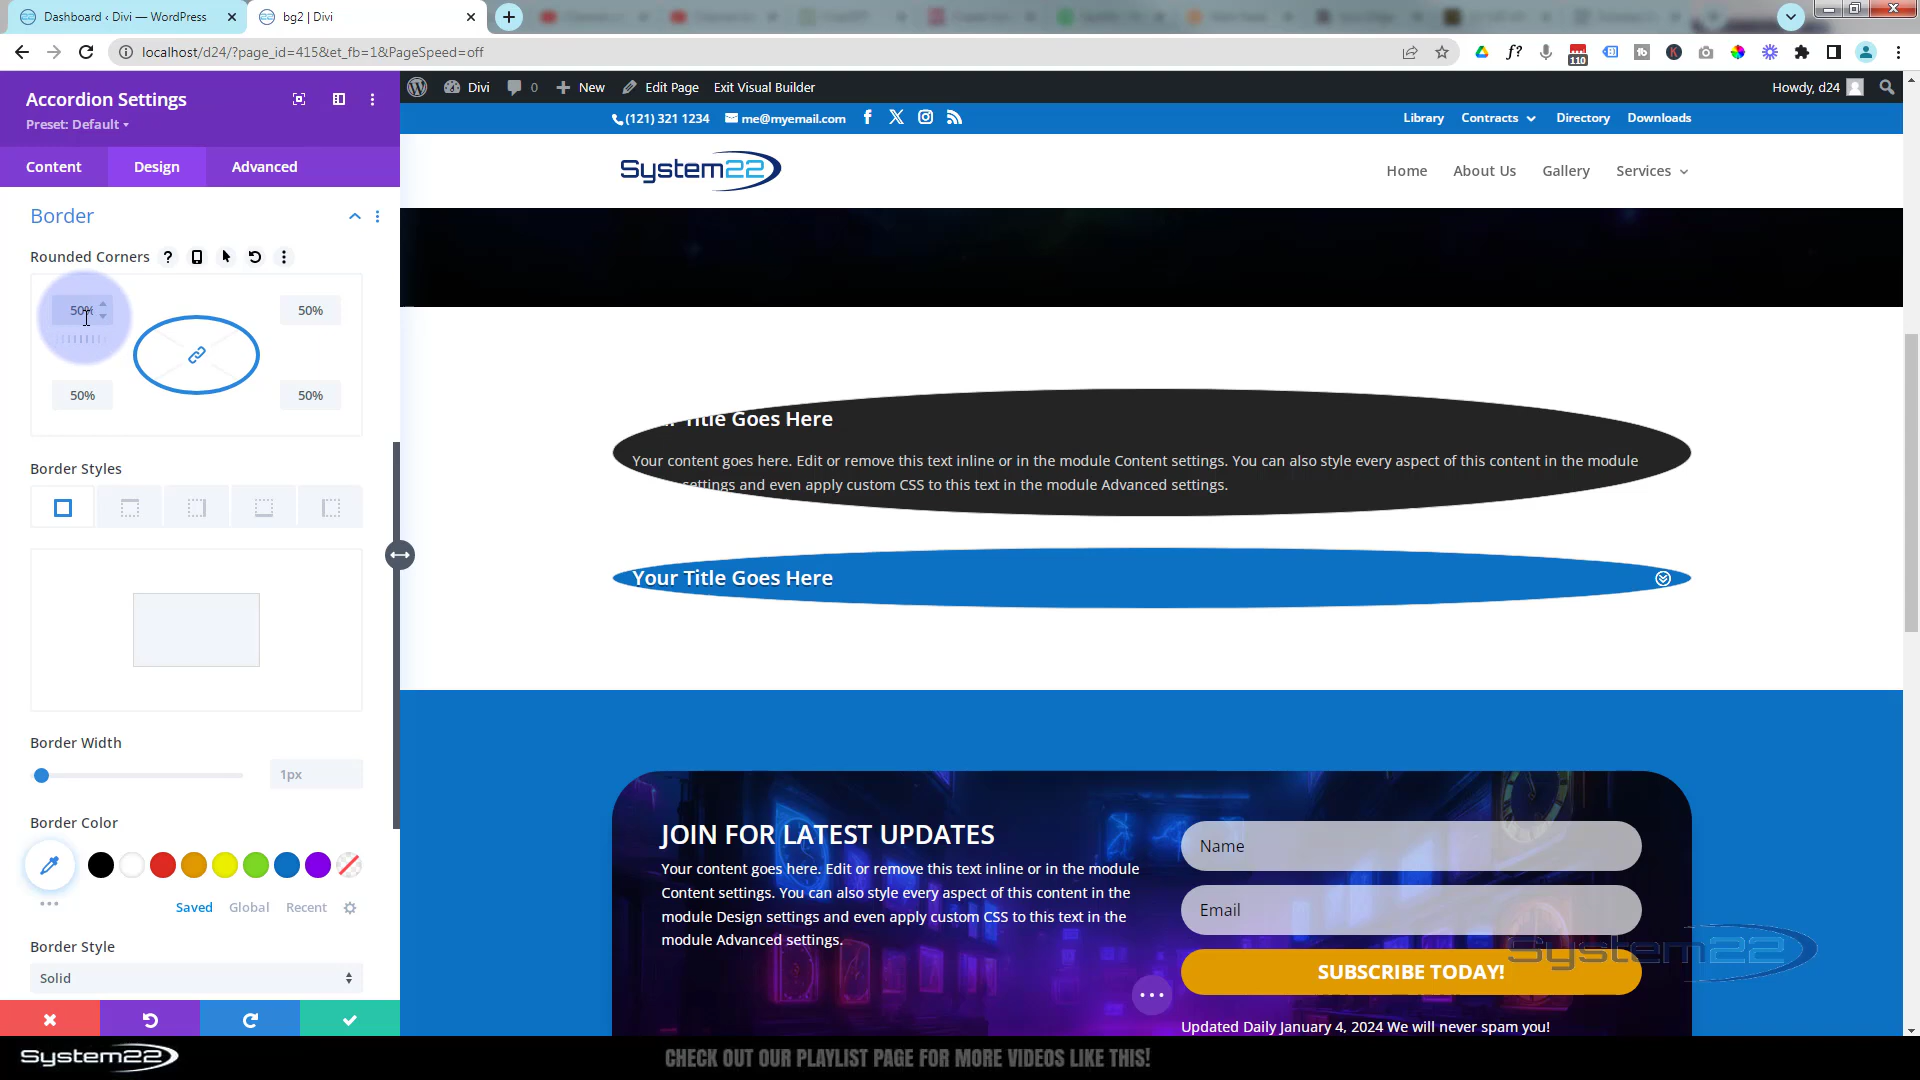 Dashboard ‹ Divi — WordPress
bg2 | Divi
localhost/d24/?page_id=415&et_fb=1&PageSpeed=off
110
Accordion Settings
Preset: Default
Content
Design
Advanced
Border
Rounded Corners
50%
50%
50%
50%
Border Styles
Border Width
1px
Border Color
Saved
Global
Recent
Border Style
Solid
Divi
0
New
Edit Page
Exit Visual Builder
Howdy, d24
(121) 321 1234
me@myemail.com
Library
Contracts
Directory
Downloads
System22
Home
About Us
Gallery
Services
Title Goes Here
Your content goes here. Edit or remove this text inline or in the module Content settings. You can also style every aspect of this content in the module
settings and even apply custom CSS to this text in the module Advanced settings.
Your Title Goes Here
JOIN FOR LATEST UPDATES
Your content goes here. Edit or remove this text inline or in the module
Content settings. You can also style every aspect of this content in the
module Design settings and even apply custom CSS to this text in the
module Advanced settings.
Name
Email
SUBSCRIBE TODAY!
Updated Daily January 4, 2024 We will never spam you!
System22
System22
CHECK OUT OUR PLAYLIST PAGE FOR MORE VIDEOS LIKE THIS!